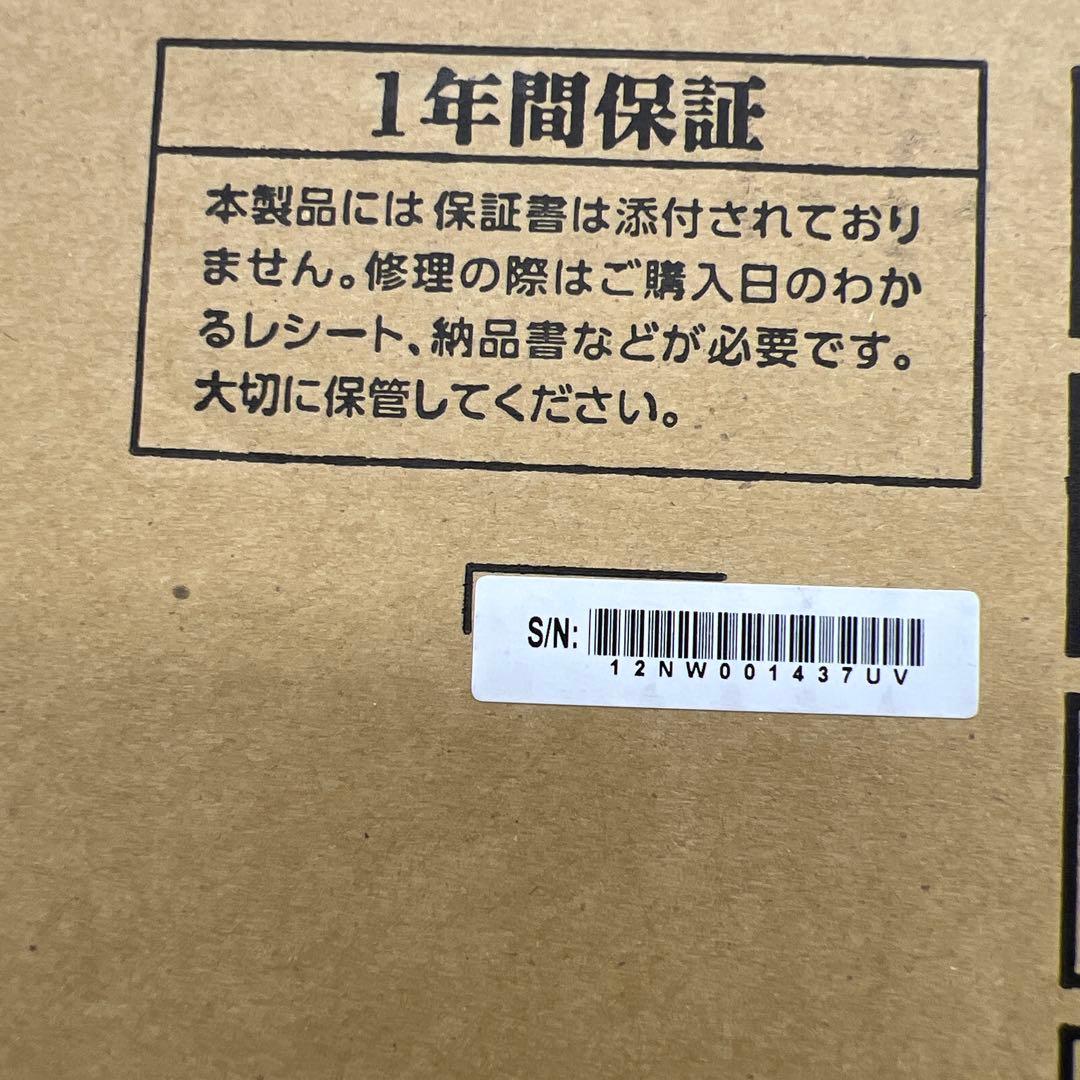 1年間保証
本製品には保証書は添付されており
ません。修理の際はご購入日のわか
るレシート、納品書などが必要です。
大切に保管してください。
S/N:
12NW001437UV